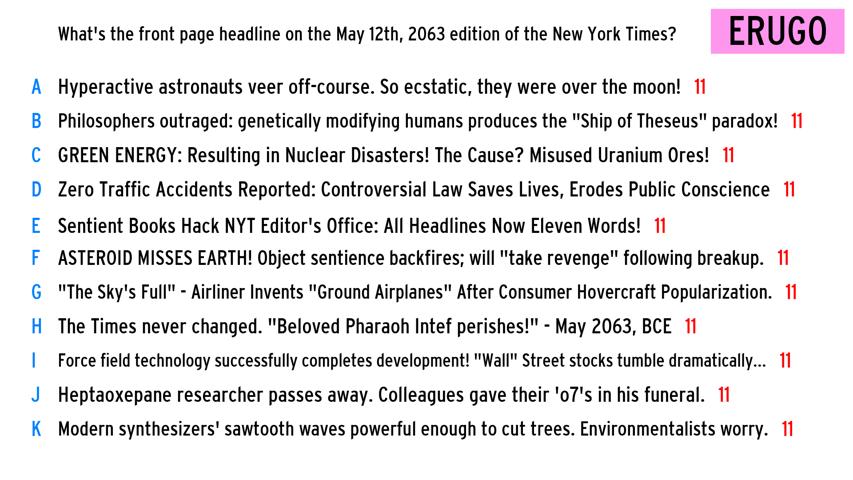 What's the front page headline on the May 12th, 2063 edition of the New York Times?
ERUGO
A Hyperactive astronauts veer off-course. So ecstatic, they were over the moon! 11
B Philosophers outraged: genetically modifying humans produces the "Ship of Theseus" paradox! 11
C GREEN ENERGY: Resulting in Nuclear Disasters! The Cause? Misused Uranium Ores! 11
D Zero Traffic Accidents Reported: Controversial Law Saves Lives, Erodes Public Conscience 11
E Sentient Books Hack NYT Editor's Office: All Headlines Now Eleven Words! 11
F ASTEROID MISSES EARTH! Object sentience backfires; will "take revenge" following breakup. 11
G "The Sky's Full" - Airliner Invents "Ground Airplanes" After Consumer Hovercraft Popularization. 11
H The Times never changed. "Beloved Pharaoh Intef perishes!" - May 2063, BCE 11
I Force field technology successfully completes development! "Wall" Street stocks tumble dramatically... 11
J Heptaoxepane researcher passes away. Colleagues gave their 'o7's in his funeral. 11
K Modern synthesizers' sawtooth waves powerful enough to cut trees. Environmentalists worry. 11